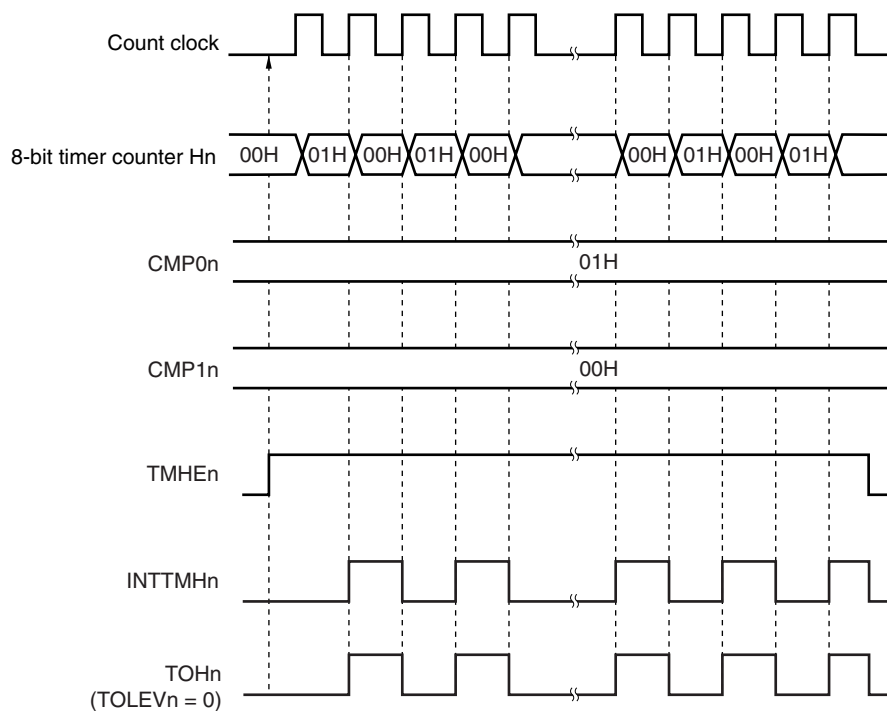 Count clock
8-bit timer counter Hn 00H 01H 00H 01H 00H 00H 01H 00H 01H
CMP0n 01H
CMP1n 00H
TMHEn
INTTMHn
TOHn
(TOLEVn = 0)